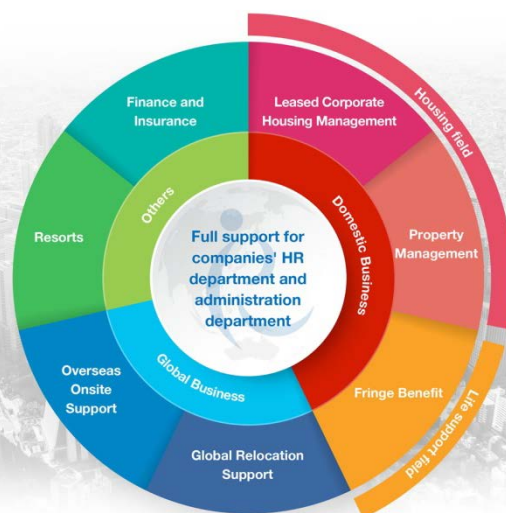 Finance and
Insurance
Leased Corporate
Housing Management
Housing field
Others
Domestic Business
Resorts
Full support for
companies' HR
department and
administration
department
Property
Management
Overseas
Onsite
Support
Global Business
Fringe Benefit
Life support field
Global Relocation
Support